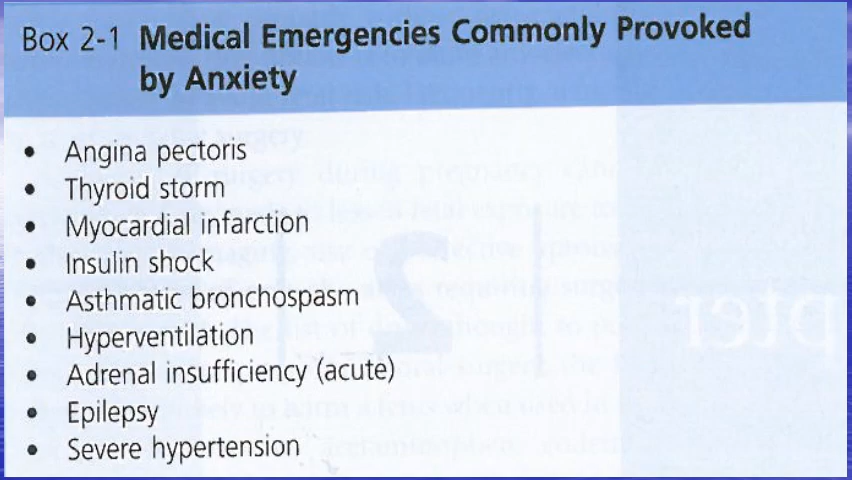 Box 2-1 Medical Emergencies Commonly Provoked
by Anxiety
• Angina pectoris
• Thyroid storm
• Myocardial infarction
• Insulin shock
• Asthmatic bronchospasm
• Hyperventilation
• Adrenal insufficiency (acute)
• Epilepsy
• Severe hypertension